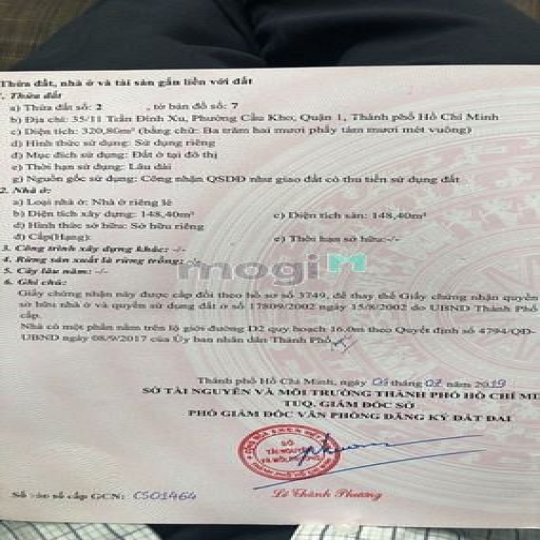 Thửa đất, nhà ở và tài sản gắn liền với đất
1. Thửa đất
a) Thửa đất số: 2 , tờ bản đồ số: 7
b) Địa chỉ: 35/11 Trần Đình Xu, Phường Cầu Kho, Quận 1, Thành phố Hồ Chí Minh
c) Diện tích: 320,80m² (bằng chữ: Ba trăm hai mươi phẩy tám mươi mét vuông)
d) Hình thức sử dụng: Sử dụng riêng
đ) Mục đích sử dụng: Đất ở tại đô thị
e) Thời hạn sử dụng: Lâu dài
g) Nguồn gốc sử dụng: Công nhận QSDĐ như giao đất có thu tiền sử dụng đất
2. Nhà ở:
a) Loại nhà ở: Nhà ở riêng lẻ
b) Diện tích xây dựng: 148,40m² c) Diện tích sàn: 148,40m²
d) Hình thức sở hữu: Sở hữu riêng
đ) Cấp(Hạng): e) Thời hạn sở hữu:-/-
3. Công trình xây dựng khác: -/-
4. Rừng sản xuất là rừng trồng: -/-
mogiM
5. Cây lâu năm: -/-
6. Ghi chú:
Giấy chứng nhận này được cấp đổi theo hồ sơ số 3749, để thay thế Giấy chứng nhận quyền
sở hữu nhà ở và quyền sử dụng đất ở số 17809/2002 ngày 15/8/2002 do UBND Thành Phố
cấp.
Nhà có một phần nằm trên lộ giới đường D2 quy hoạch 16.0m theo Quyết định số 4794/QĐ-
UBND ngày 08/9/2017 của Ủy ban nhân dân Thành Phố
Thành phố Hồ Chí Minh, ngày 04 tháng 07 năm 2019
SỞ TÀI NGUYÊN VÀ MÔI TRƯỜNG THÀNH PHỐ HỒ CHÍ MI
TUQ. GIÁM ĐỐC SỞ
PHÓ GIÁM ĐỐC VĂN PHÒNG ĐĂNG KÝ ĐẤT ĐAI
SỞ
TÀI NGUYÊN
VÀ MÔI TRƯỜNG
Số vào sổ cấp GCN: CS01464
Lê Thành Phương